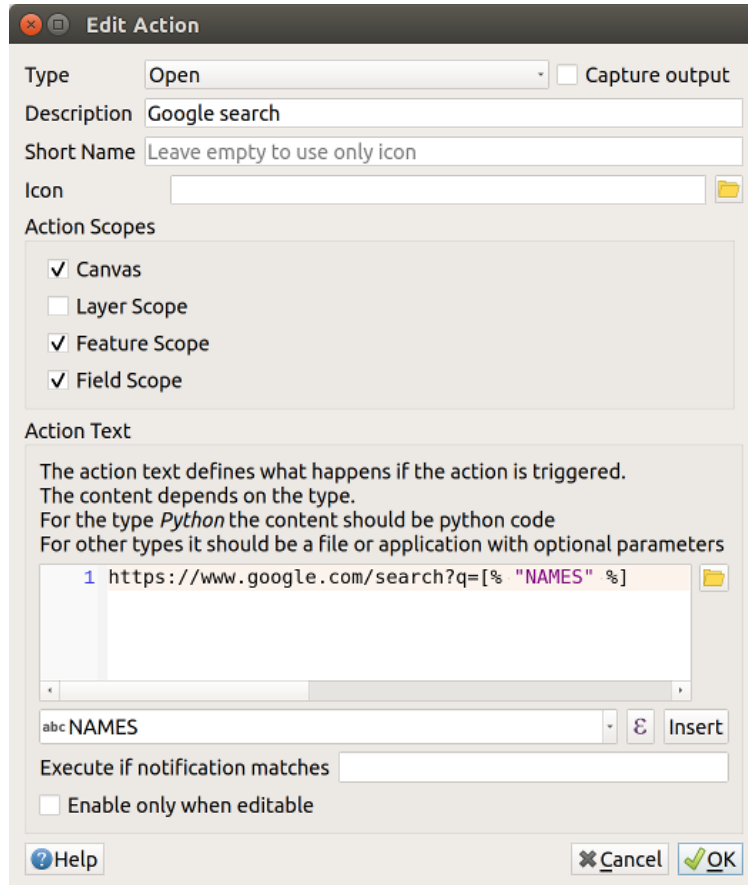 Edit Action
Type Open Capture output
Description Google search
Short Name Leave empty to use only icon
Icon
Action Scopes
Canvas
Layer Scope
Feature Scope
Field Scope
Action Text
The action text defines what happens if the action is triggered.
The content depends on the type.
For the type Python the content should be python code
For other types it should be a file or application with optional parameters
1 https://www.google.com/search?q=[% "NAMES" %]
abc NAMES ε Insert
Execute if notification matches
Enable only when editable
Help Cancel OK